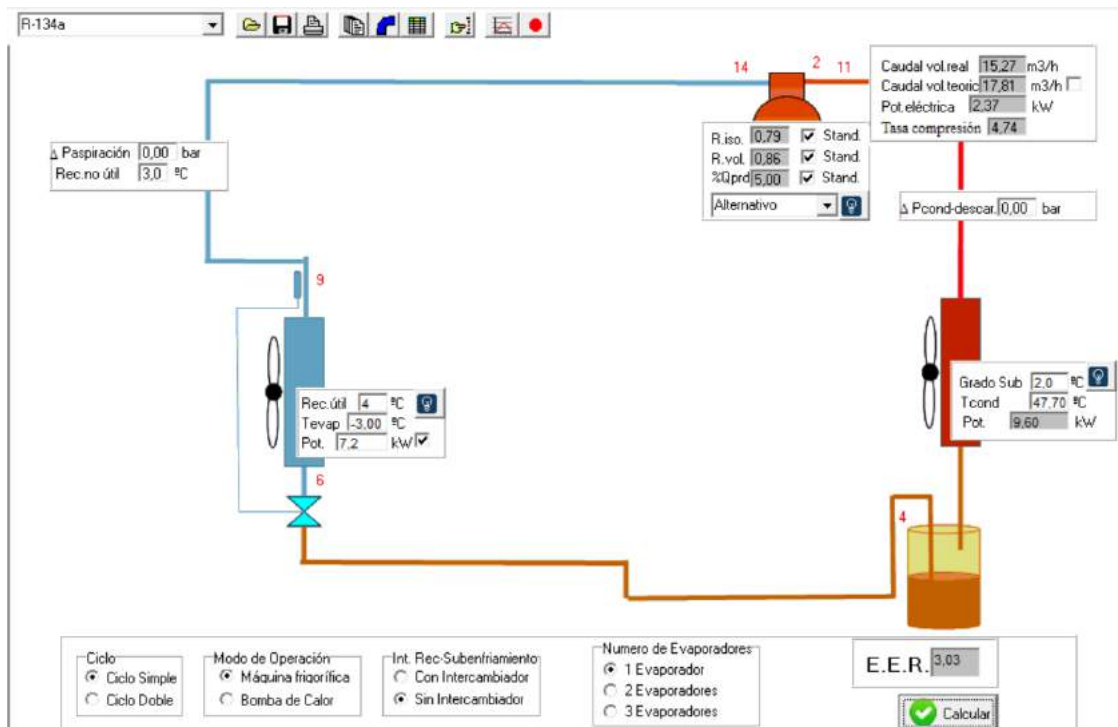 R-134a
14
2
11
Caudal vol.real 15,27 m3/h
Caudal vol.teoric 17,81 m3/h
Pot.eléctrica 2,37 kW
Tasa compresión 4,74
R.iso. 0,79 Stand.
R.vol. 0,86 Stand.
%Qprd 5,00 Stand.
Alternativo
Δ Paspiración 0,00 bar
Rec.no útil 3,0 ºC
Δ Pcond-descar. 0,00 bar
9
Rec.útil 4 ºC
Tevap -3,00 ºC
Pot. 7,2 kW
Grado Sub 2,0 ºC
Tcond 47,70 ºC
Pot. 9,60 kW
6
4
Ciclo
Ciclo Simple
Ciclo Doble
Modo de Operación
Máquina frigorífica
Bomba de Calor
Int. Rec-Subenfriamiento
Con Intercambiador
Sin Intercambiador
Numero de Evaporadores
1 Evaporador
2 Evaporadores
3 Evaporadores
E.E.R. 3,03
Calcular